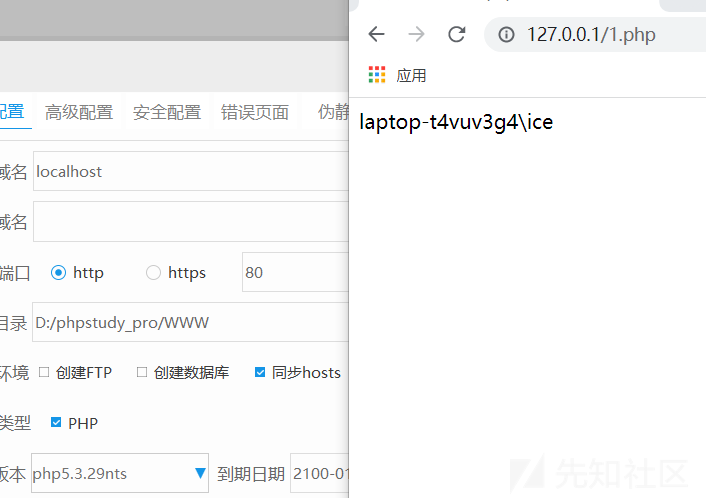 127.0.0.1/1.php
应用
laptop-t4vuv3g4\ice
配置 高级配置 安全配置 错误页面 伪静
域名 localhost
域名
端口 http https 80
目录 D:/phpstudy_pro/WWW
环境 创建FTP 创建数据库 同步hosts
类型 PHP
版本 php5.3.29nts 到期日期 2100-01
先知社区